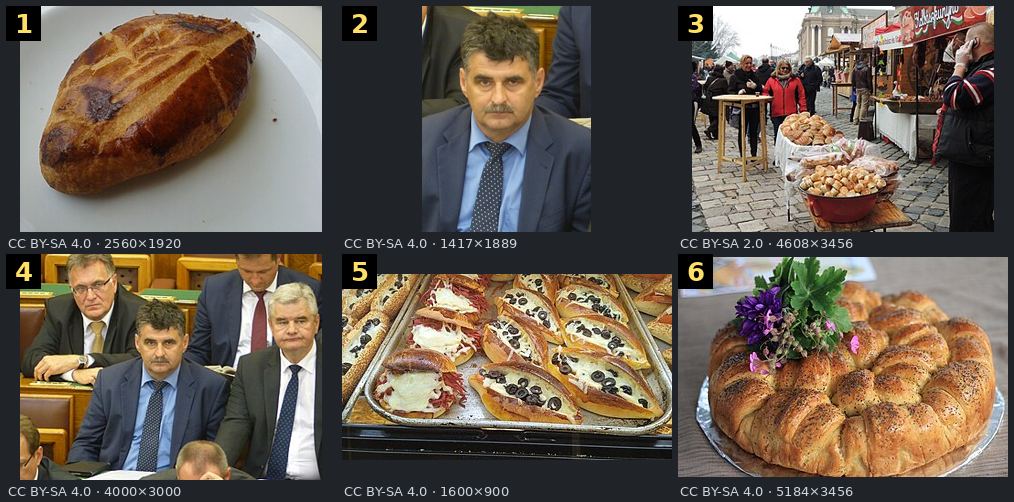 1
2
3
CC BY-SA 4.0 · 2560×1920
CC BY-SA 4.0 · 1417×1889
CC BY-SA 2.0 · 4608×3456
4
5
6
CC BY-SA 4.0 · 4000×3000
CC BY-SA 4.0 · 1600×900
CC BY-SA 4.0 · 5184×3456